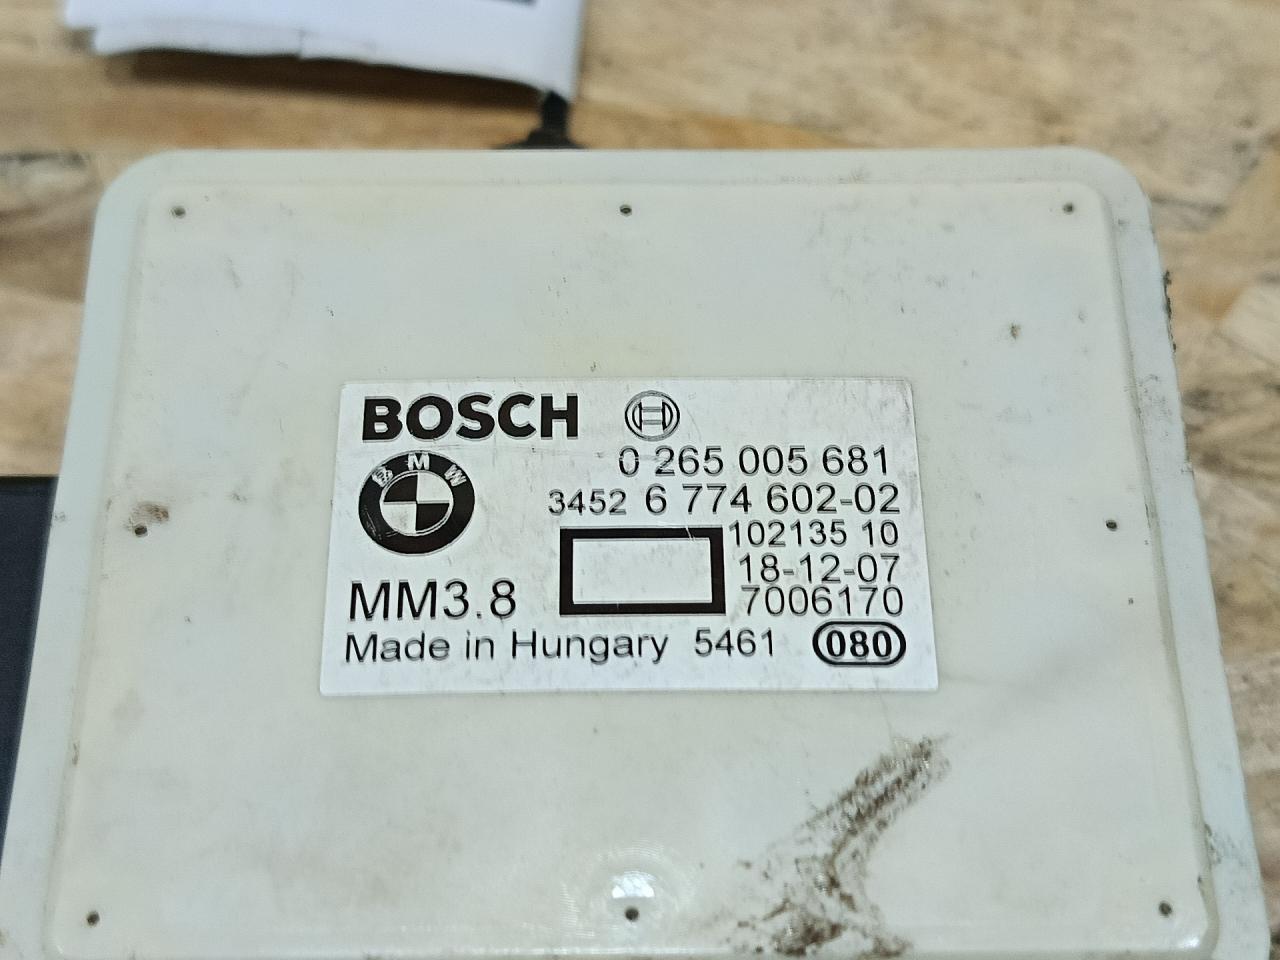 BOSCH
0 265 005 681
BMW
3452 6 774 602-02
102135 10
18-12-07
MM3.8
7006170
Made in Hungary 5461 080